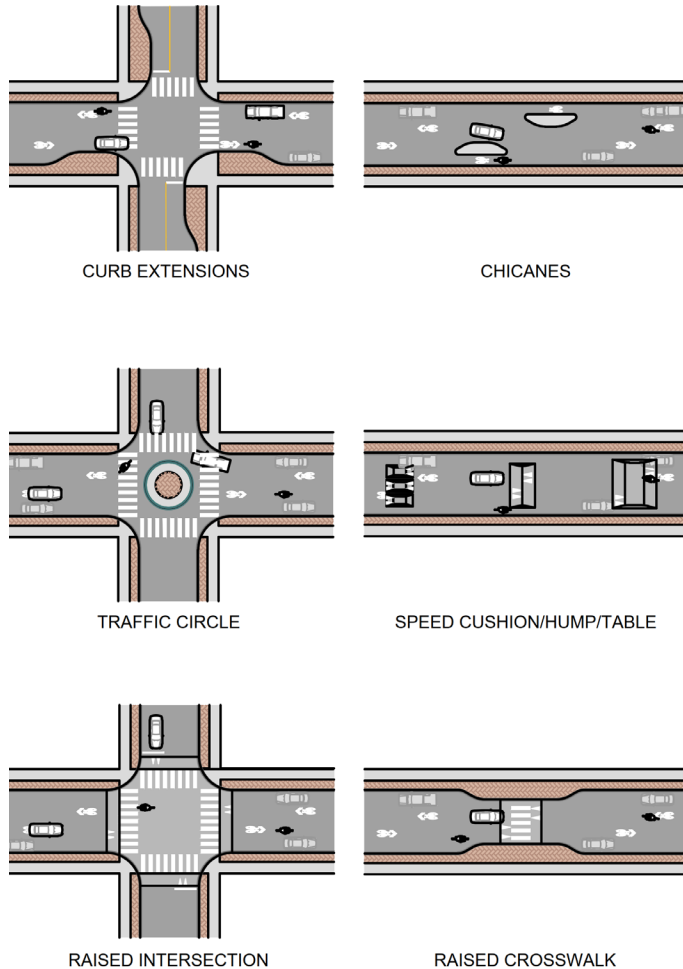 CURB EXTENSIONS
CHICANES
TRAFFIC CIRCLE
SPEED CUSHION/HUMP/TABLE
RAISED INTERSECTION
RAISED CROSSWALK